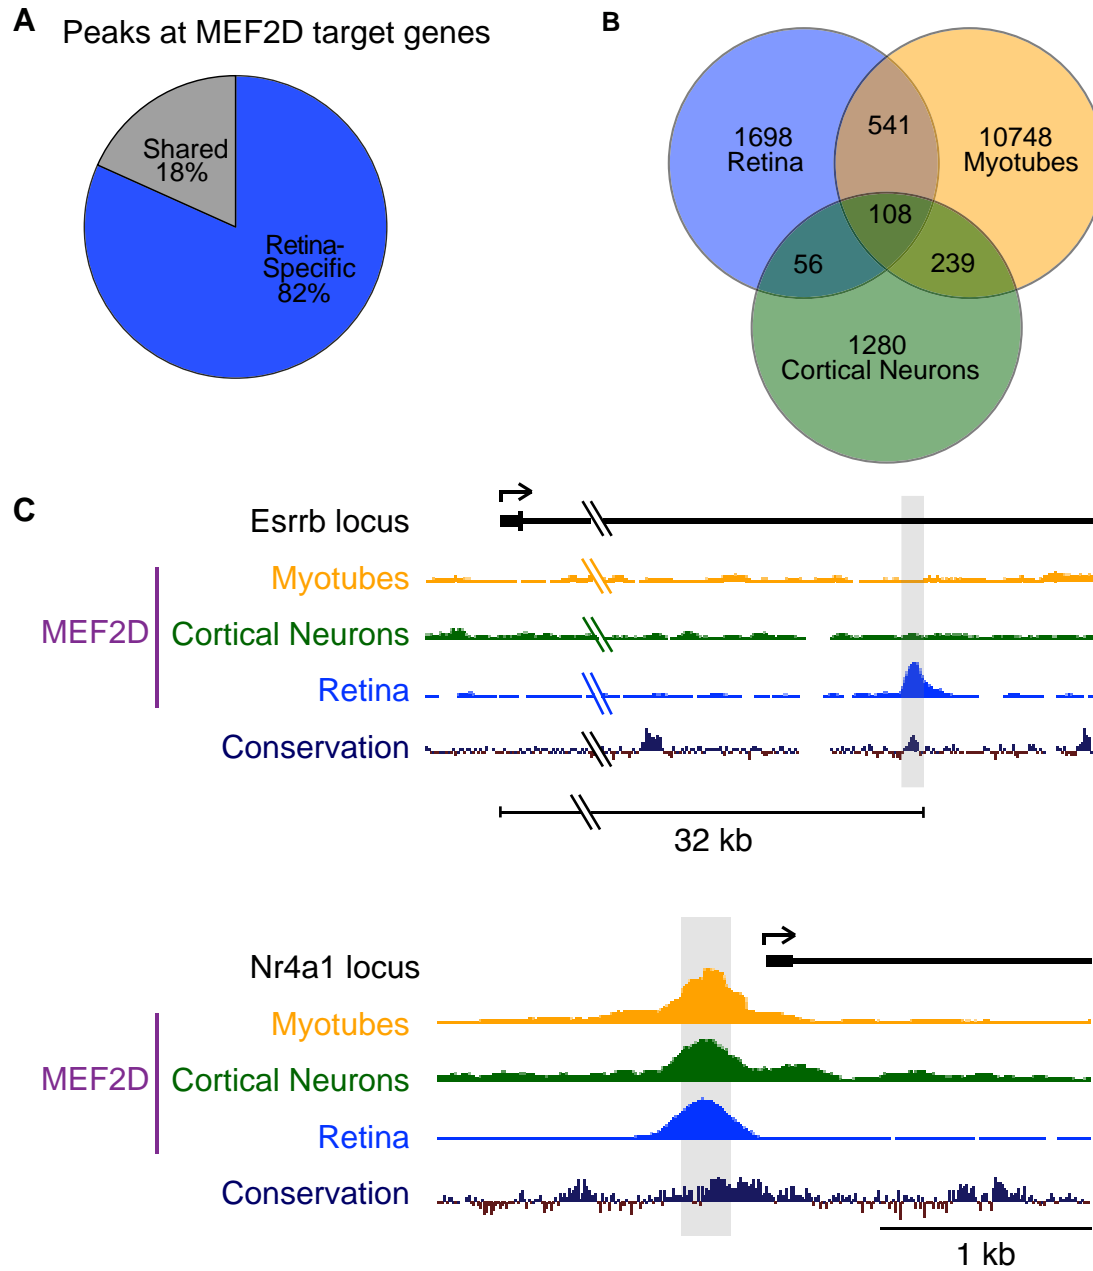 A
Peaks at MEF2D target genes
Shared
18%
Retina-
Specific
82%
B
1698
Retina
541
10748
Myotubes
108
56
239
1280
Cortical Neurons
C
Esrrb locus
Myotubes
MEF2D
Cortical Neurons
Retina
Conservation
32 kb
Nr4a1 locus
Myotubes
MEF2D
Cortical Neurons
Retina
Conservation
1 kb